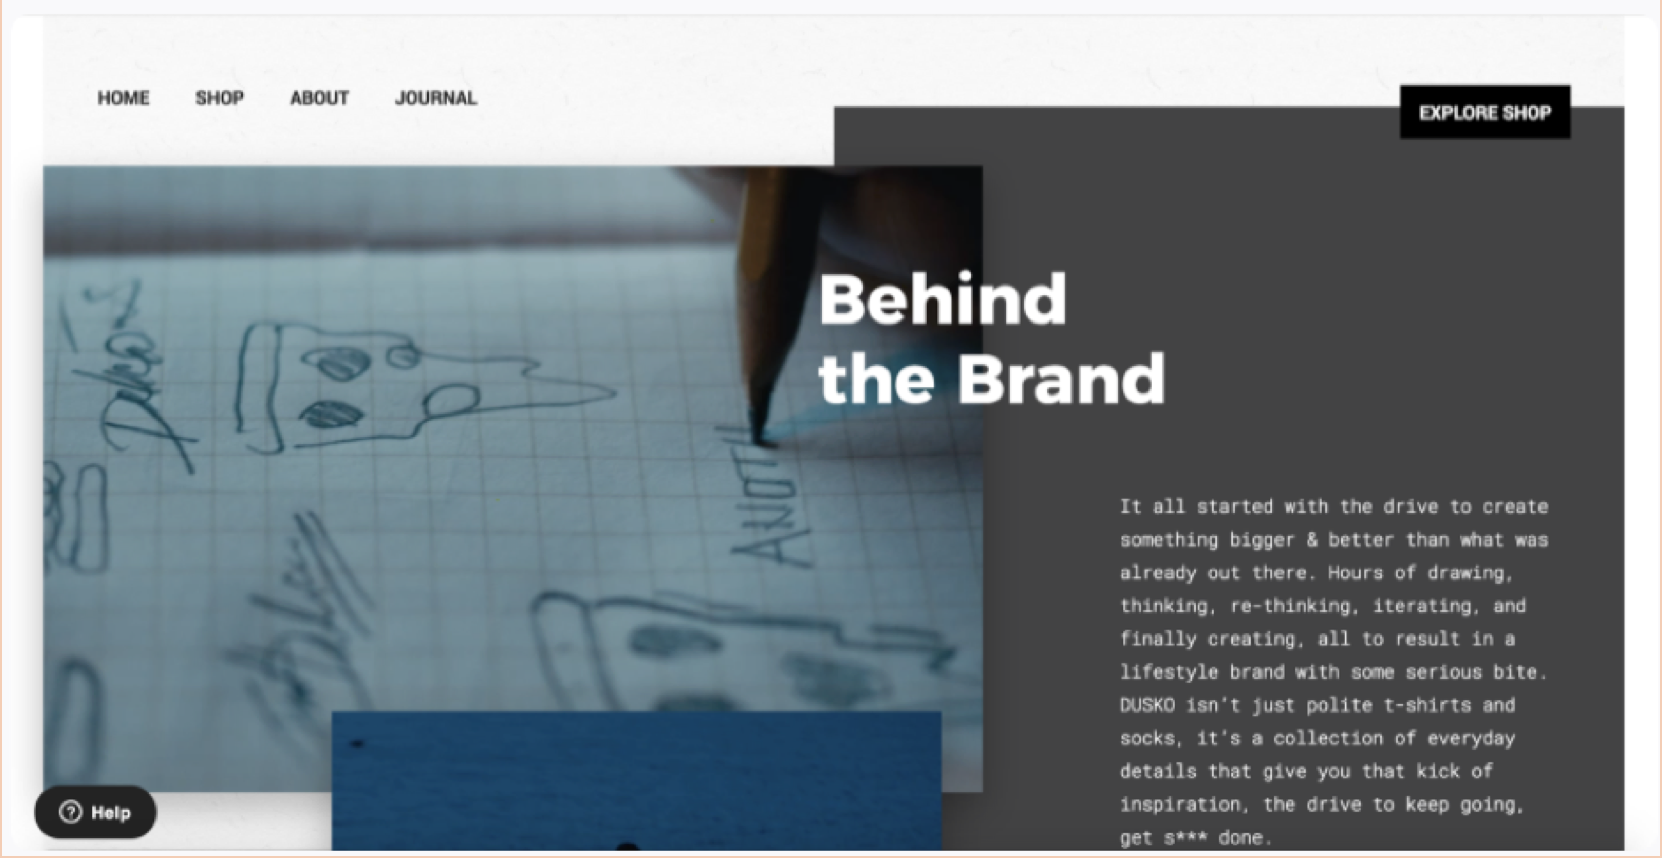 HOME SHOP ABOUT JOURNAL
EXPLORE SHOP
Behind
the Brand
ANOTH
It all started with the drive to create
something bigger & better than what was
already out there. Hours of drawing,
thinking, re-thinking, iterating, and
finally creating, all to result in a
lifestyle brand with some serious bite.
DUSKO isn't just polite t-shirts and
socks, it's a collection of everyday
details that give you that kick of
inspiration, the drive to keep going,
get s*** done.
Help